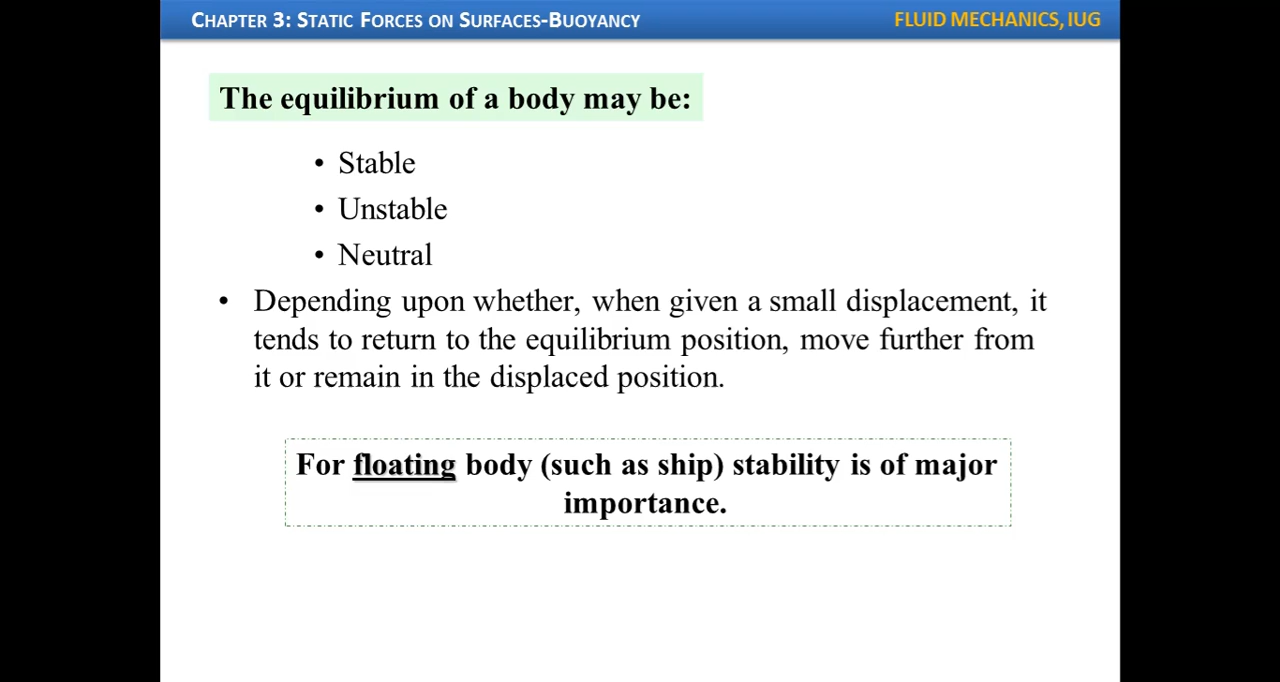 CHAPTER 3: STATIC FORCES ON SURFACES-BUOYANCY
FLUID MECHANICS, IUG
The equilibrium of a body may be:
• Stable
• Unstable
• Neutral
• Depending upon whether, when given a small displacement, it
tends to return to the equilibrium position, move further from
it or remain in the displaced position.
For floating body (such as ship) stability is of major
importance.